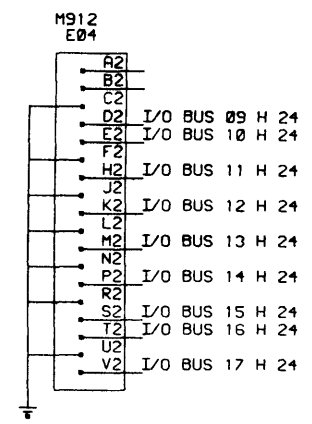 M912
E04
A2
B2
C2
D2 I/O BUS 09 H 24
E2 I/O BUS 10 H 24
F2
H2 I/O BUS 11 H 24
J2
K2 I/O BUS 12 H 24
L2
M2 I/O BUS 13 H 24
N2
P2 I/O BUS 14 H 24
R2
S2 I/O BUS 15 H 24
T2 I/O BUS 16 H 24
U2
V2 I/O BUS 17 H 24